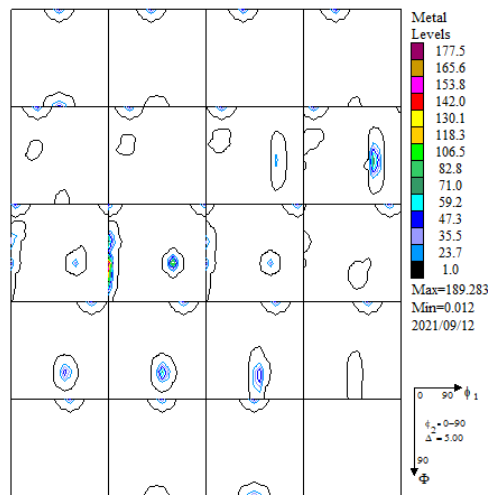 Metal
Levels
177.5
165.6
153.8
142.0
130.1
118.3
106.5
82.8
71.0
59.2
47.3
35.5
23.7
1.0
Max=189.283
Min=0.012
2021/09/12
0 90 ϕ 1
ϕ2=0-90
Δ=5.00
90
Φ